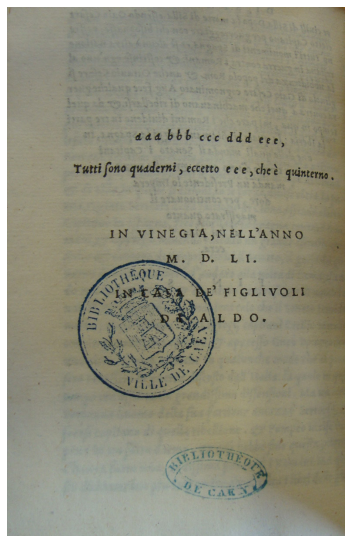 aaa bbb ccc ddd eee,
Tutti ſono quaderni, eccetto eee, che è quinterno.
IN VINEGIA, NELL'ANNO
M. D. LI.
IN CASA DE' FIGLIVOLI
DI ALDO.
BIBLIOTHÈQUE
VILLE DE CAEN
BIBLIOTHÈQUE
DE CAEN